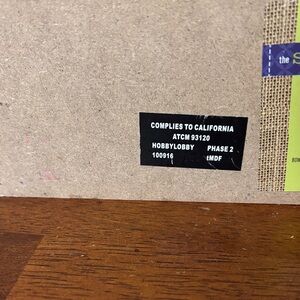 COMPLIES TO CALIFORNIA
ATCM 93120
HOBBYLOBBY PHASE 2
100916 tMDF
the